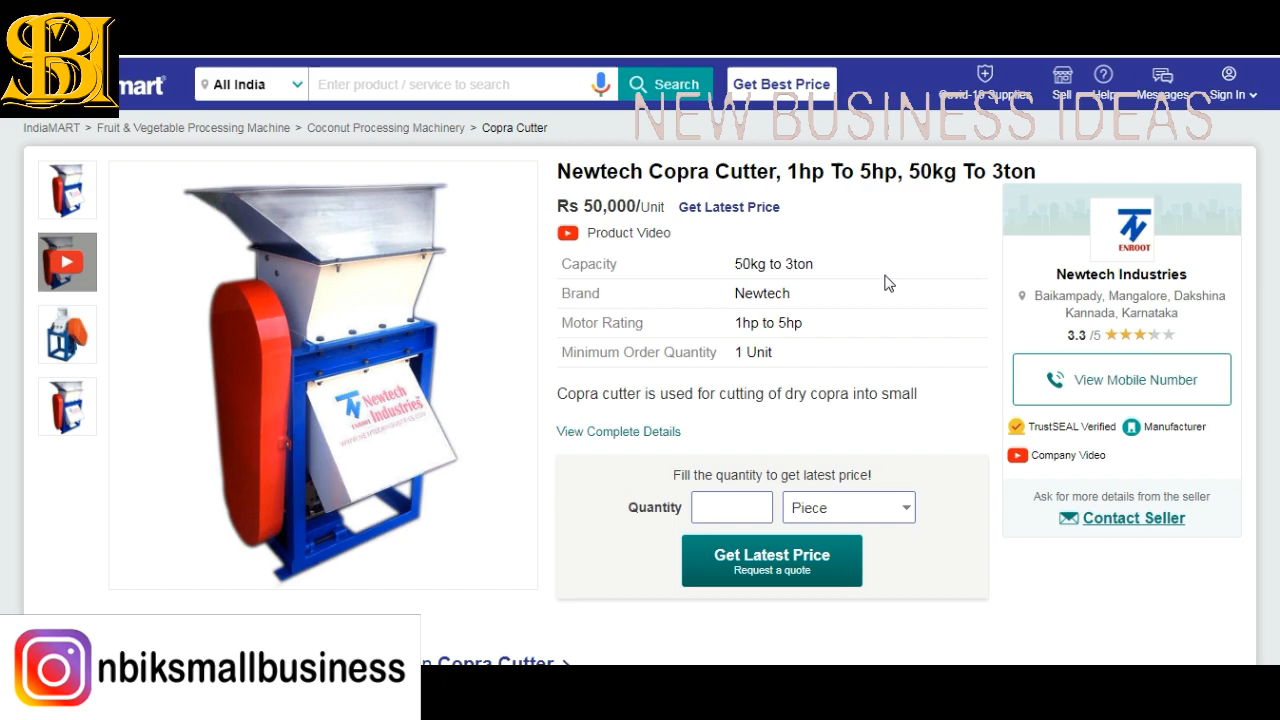 SBI
mart
All India
Enter product / service to search
Search
Get Best Price
Covid-19 Supplies
Sell
Help
Messages
Sign In
NEW BUSINESS IDEAS
IndiaMART > Fruit & Vegetable Processing Machine > Coconut Processing Machinery > Copra Cutter
Newtech Copra Cutter, 1hp To 5hp, 50kg To 3ton
Rs 50,000/Unit Get Latest Price
Product Video
Capacity 50kg to 3ton
Brand Newtech
Motor Rating 1hp to 5hp
Minimum Order Quantity 1 Unit
Copra cutter is used for cutting of dry copra into small
View Complete Details
Fill the quantity to get latest price!
Quantity Piece
Get Latest Price
Request a quote
Newtech
Industries
ENROOT
ENROOT
Newtech Industries
Baikampady, Mangalore, Dakshina
Kannada, Karnataka
3.3 /5
View Mobile Number
TrustSEAL Verified Manufacturer
Company Video
Ask for more details from the seller
Contact Seller
Copra Cutter >
nbiksmallbusiness